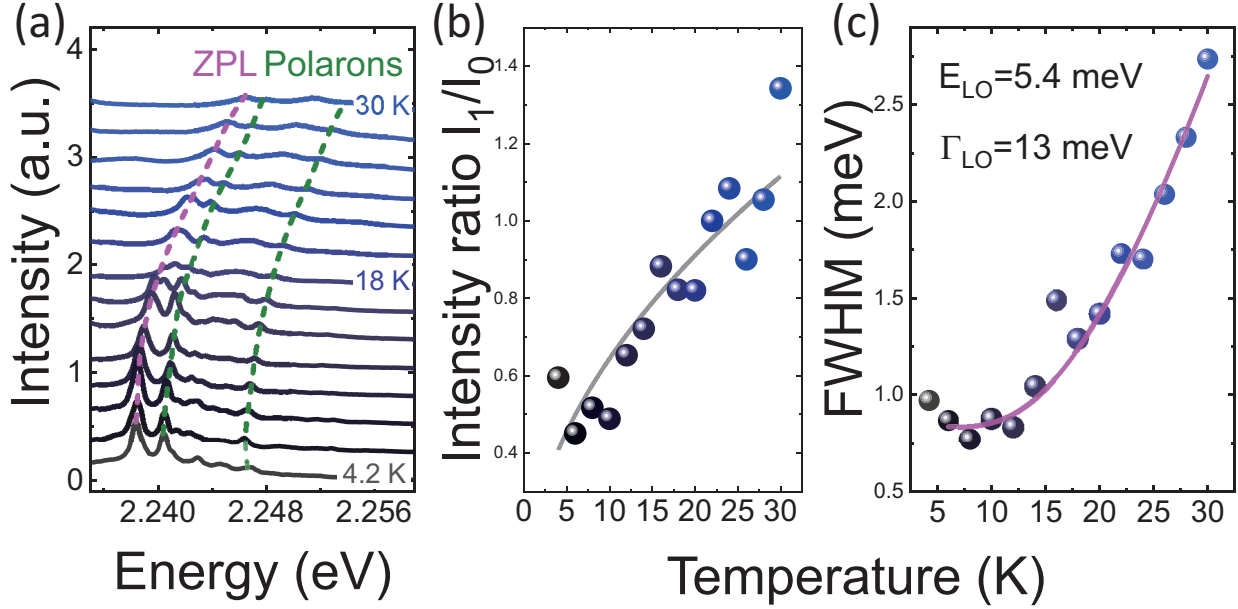 (a)
ZPL Polarons
30 K
18 K
4.2 K
4
3
2
1
0
Intensity (a.u.)
2.240 2.248 2.256
Energy (eV)
(b)
Intensity ratio I₁/I₀
1.4
1.2
1.0
0.8
0.6
0.4
0 5 10 15 20 25 30
(c)
E_LO=5.4 meV
Γ_LO=13 meV
FWHM (meV)
2.5
2.0
1.5
1.0
0.5
5 10 15 20 25 30
Temperature (K)